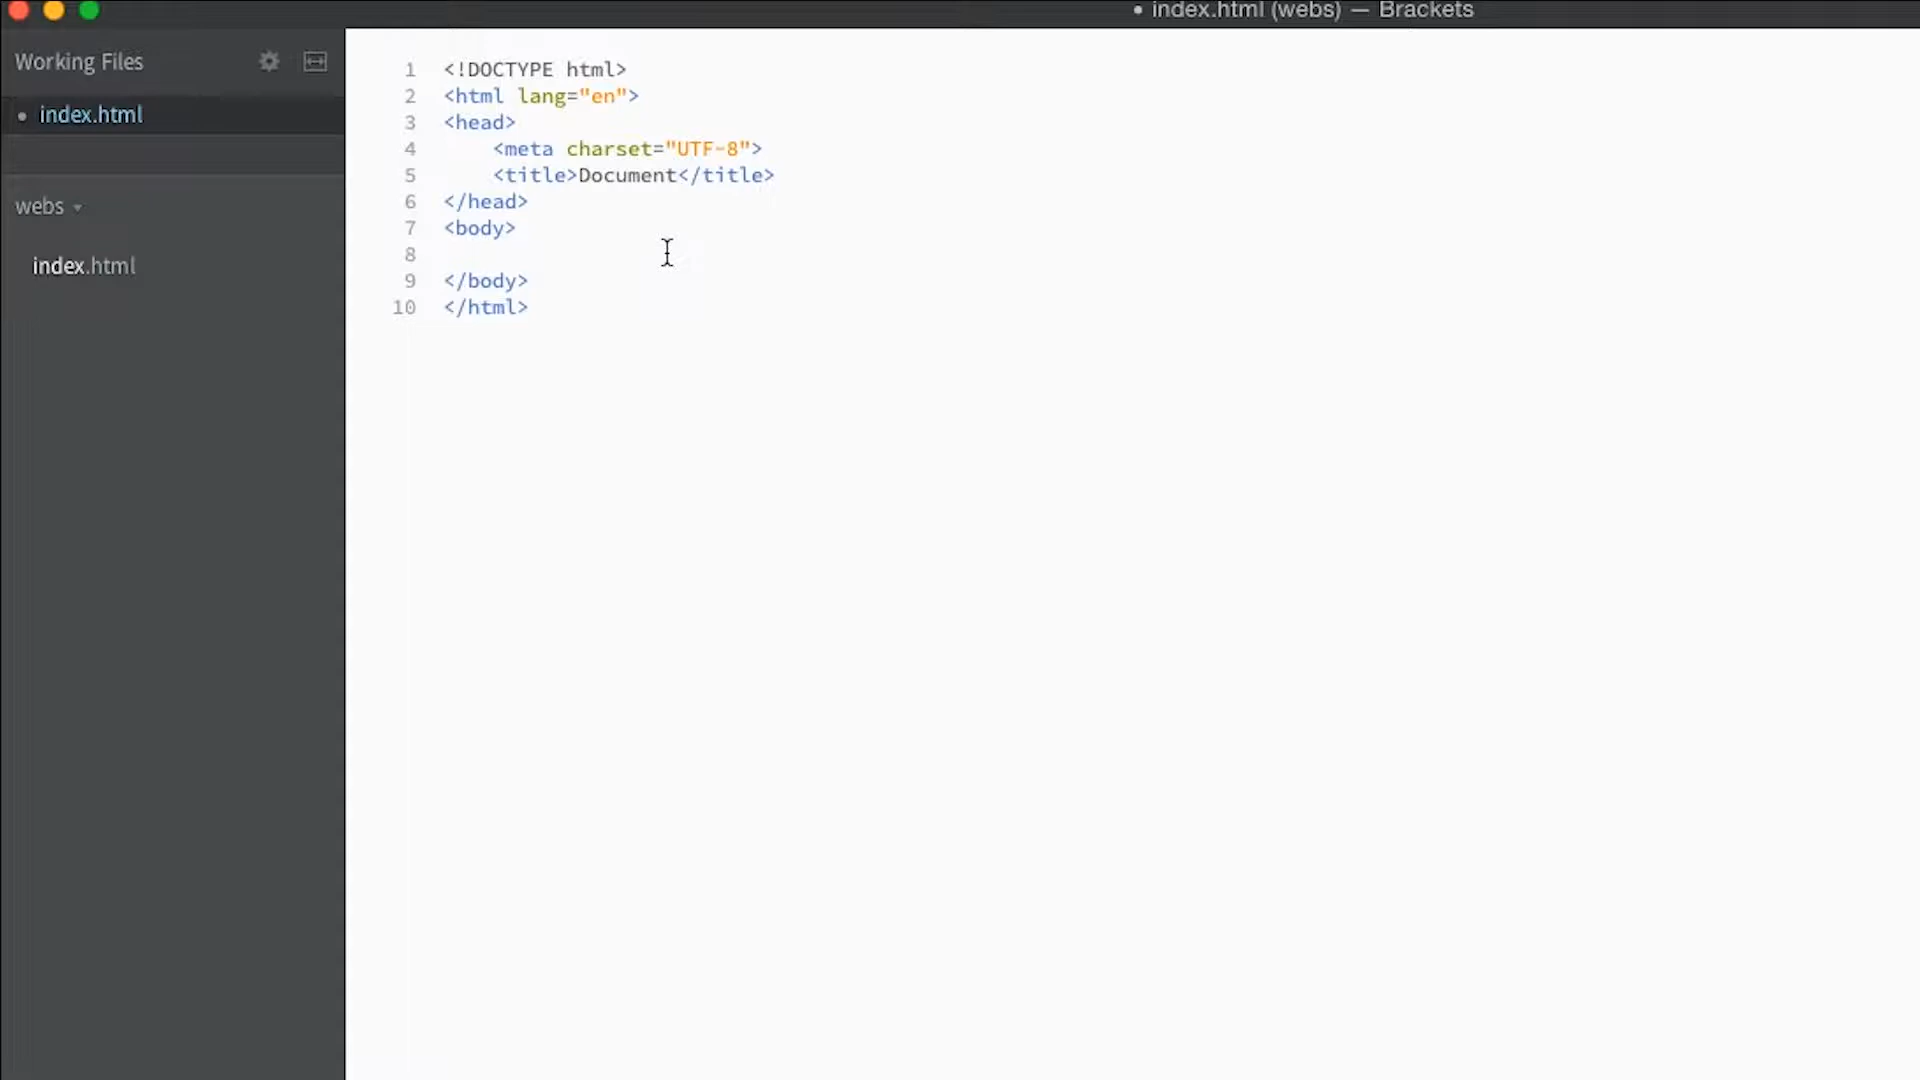 • index.html (webs) — Brackets
Working Files
• index.html
webs
index.html
1 <!DOCTYPE html>
2 <html lang="en">
3 <head>
4     <meta charset="UTF-8">
5     <title>Document</title>
6 </head>
7 <body>
8
9 </body>
10 </html>